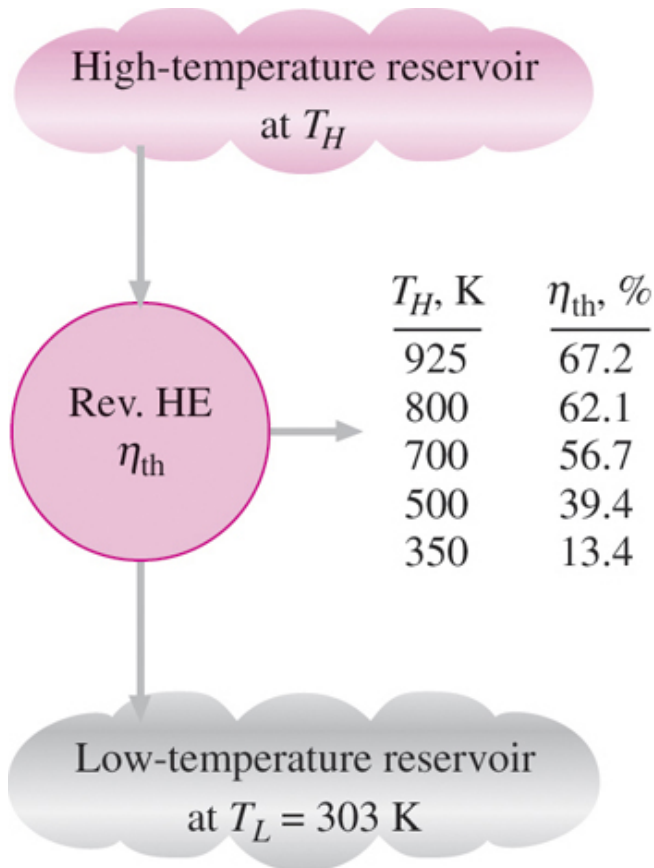 High-temperature reservoir
at T_H
Rev. HE
η_th
T_H, K η_th, %
925 67.2
800 62.1
700 56.7
500 39.4
350 13.4
Low-temperature reservoir
at T_L = 303 K